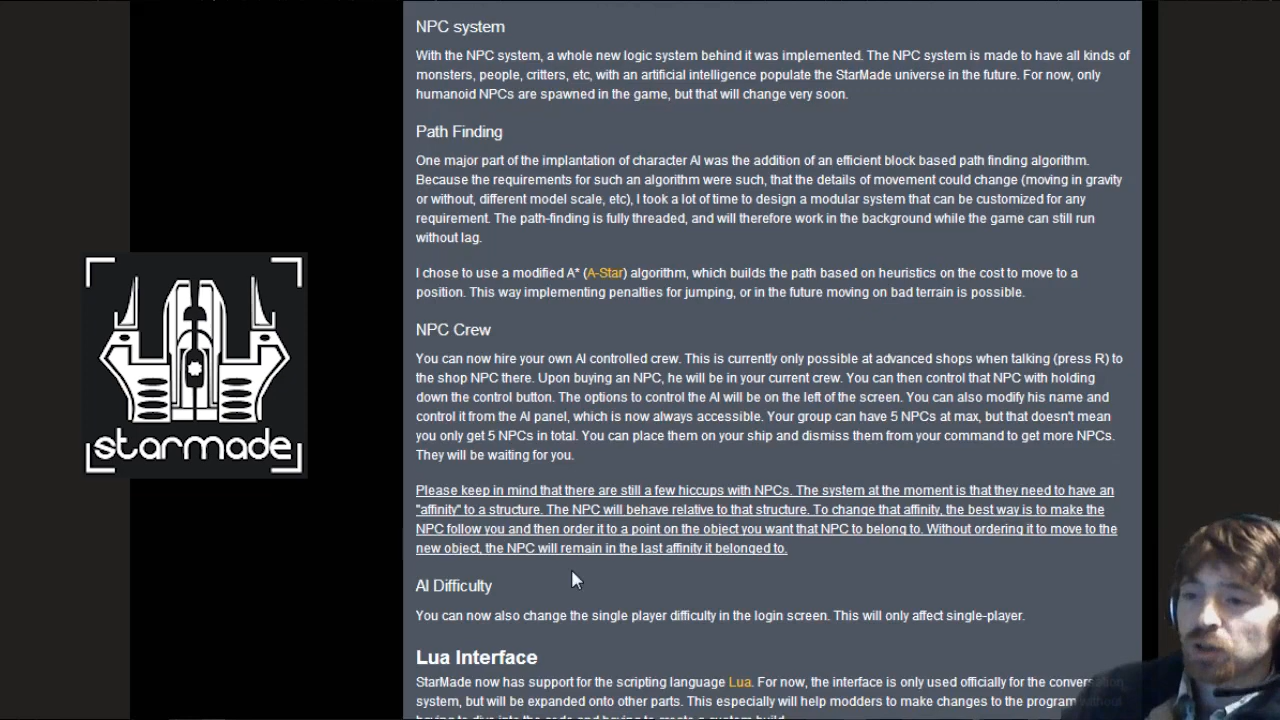 NPC system
With the NPC system, a whole new logic system behind it was implemented. The NPC system is made to have all kinds of
monsters, people, critters, etc, with an artificial intelligence populate the StarMade universe in the future. For now, only
humanoid NPCs are spawned in the game, but that will change very soon.
Path Finding
One major part of the implantation of character AI was the addition of an efficient block based path finding algorithm.
Because the requirements for such an algorithm were such, that the details of movement could change (moving in gravity
or without, different model scale, etc), I took a lot of time to design a modular system that can be customized for any
requirement. The path-finding is fully threaded, and will therefore work in the background while the game can still run
without lag.
I chose to use a modified A* (A-Star) algorithm, which builds the path based on heuristics on the cost to move to a
position. This way implementing penalties for jumping, or in the future moving on bad terrain is possible.
NPC Crew
You can now hire your own AI controlled crew. This is currently only possible at advanced shops when talking (press R) to
the shop NPC there. Upon buying an NPC, he will be in your current crew. You can then control that NPC with holding
down the control button. The options to control the AI will be on the left of the screen. You can also modify his name and
control it from the AI panel, which is now always accessible. Your group can have 5 NPCs at max, but that doesn't mean
you only get 5 NPCs in total. You can place them on your ship and dismiss them from your command to get more NPCs.
They will be waiting for you.
Please keep in mind that there are still a few hiccups with NPCs. The system at the moment is that they need to have an
"affinity" to a structure. The NPC will behave relative to that structure. To change that affinity, the best way is to make the
NPC follow you and then order it to a point on the object you want that NPC to belong to. Without ordering it to move to the
new object, the NPC will remain in the last affinity it belonged to.
AI Difficulty
You can now also change the single player difficulty in the login screen. This will only affect single-player.
Lua Interface
StarMade now has support for the scripting language Lua. For now, the interface is only used officially for the
system, but will be expanded onto other parts. This especially will help modders to make changes to the program
starmade